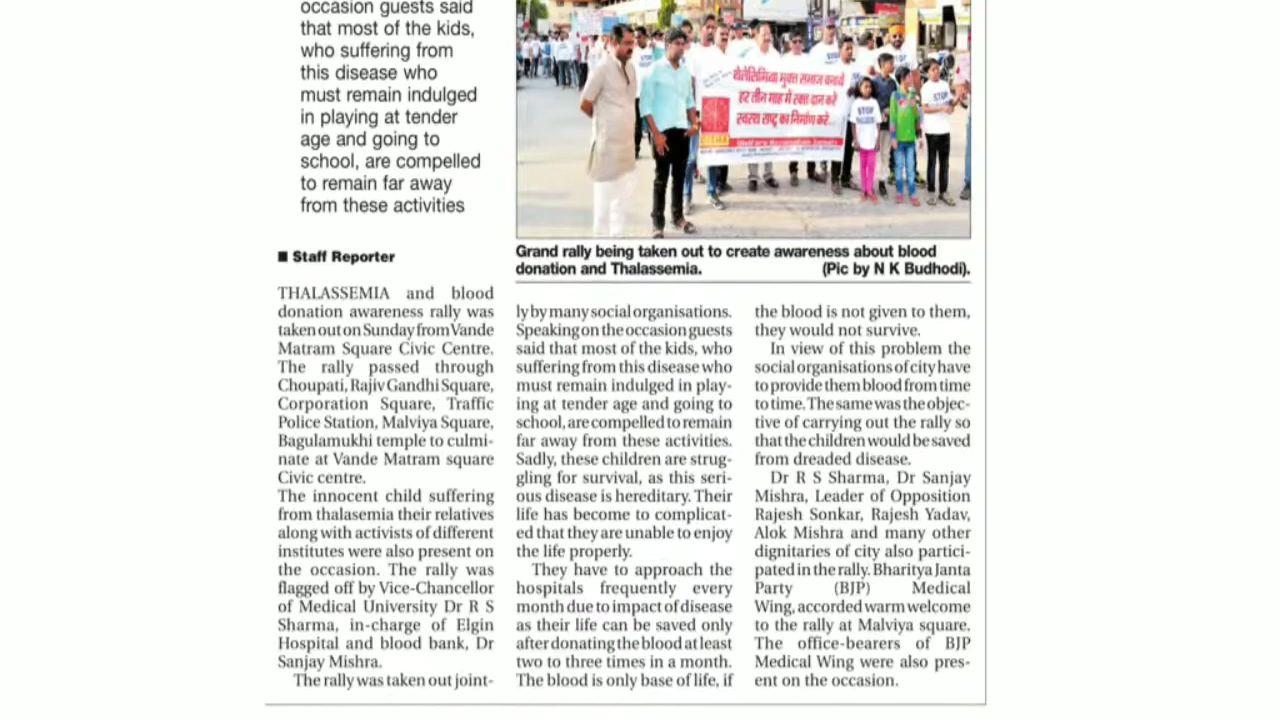 occasion guests said
that most of the kids,
who suffering from
this disease who
must remain indulged
in playing at tender
age and going to
school, are compelled
to remain far away
from these activities
थैलेसिमिया मुक्त समाज बनायें
हर तीन माह में रक्त दान करें
स्वस्थ राष्ट्र का निर्माण करें...
STOP
STOP
Grand rally being taken out to create awareness about blood
donation and Thalassemia. (Pic by N K Budhodi).
■ Staff Reporter
THALASSEMIA and blood
donation awareness rally was
taken out on Sunday from Vande
Matram Square Civic Centre.
The rally passed through
Choupati, Rajiv Gandhi Square,
Corporation Square, Traffic
Police Station, Malviya Square,
Bagulamukhi temple to culmi-
nate at Vande Matram square
Civic centre.
The innocent child suffering
from thalasemia their relatives
along with activists of different
institutes were also present on
the occasion. The rally was
flagged off by Vice-Chancellor
of Medical University Dr R S
Sharma, in-charge of Elgin
Hospital and blood bank, Dr
Sanjay Mishra.
The rally was taken out joint-
ly by many social organisations.
Speaking on the occasion guests
said that most of the kids, who
suffering from this disease who
must remain indulged in play-
ing at tender age and going to
school, are compelled to remain
far away from these activities.
Sadly, these children are strug-
gling for survival, as this seri-
ous disease is hereditary. Their
life has become to complicat-
ed that they are unable to enjoy
the life properly.
They have to approach the
hospitals frequently every
month due to impact of disease
as their life can be saved only
after donating the blood at least
two to three times in a month.
The blood is only base of life, if
the blood is not given to them,
they would not survive.
In view of this problem the
social organisations of city have
to provide them blood from time
to time. The same was the objec-
tive of carrying out the rally so
that the children would be saved
from dreaded disease.
Dr R S Sharma, Dr Sanjay
Mishra, Leader of Opposition
Rajesh Sonkar, Rajesh Yadav,
Alok Mishra and many other
dignitaries of city also partici-
pated in the rally. Bharitya Janta
Party (BJP) Medical
Wing, accorded warm welcome
to the rally at Malviya square.
The office-bearers of BJP
Medical Wing were also pres-
ent on the occasion.